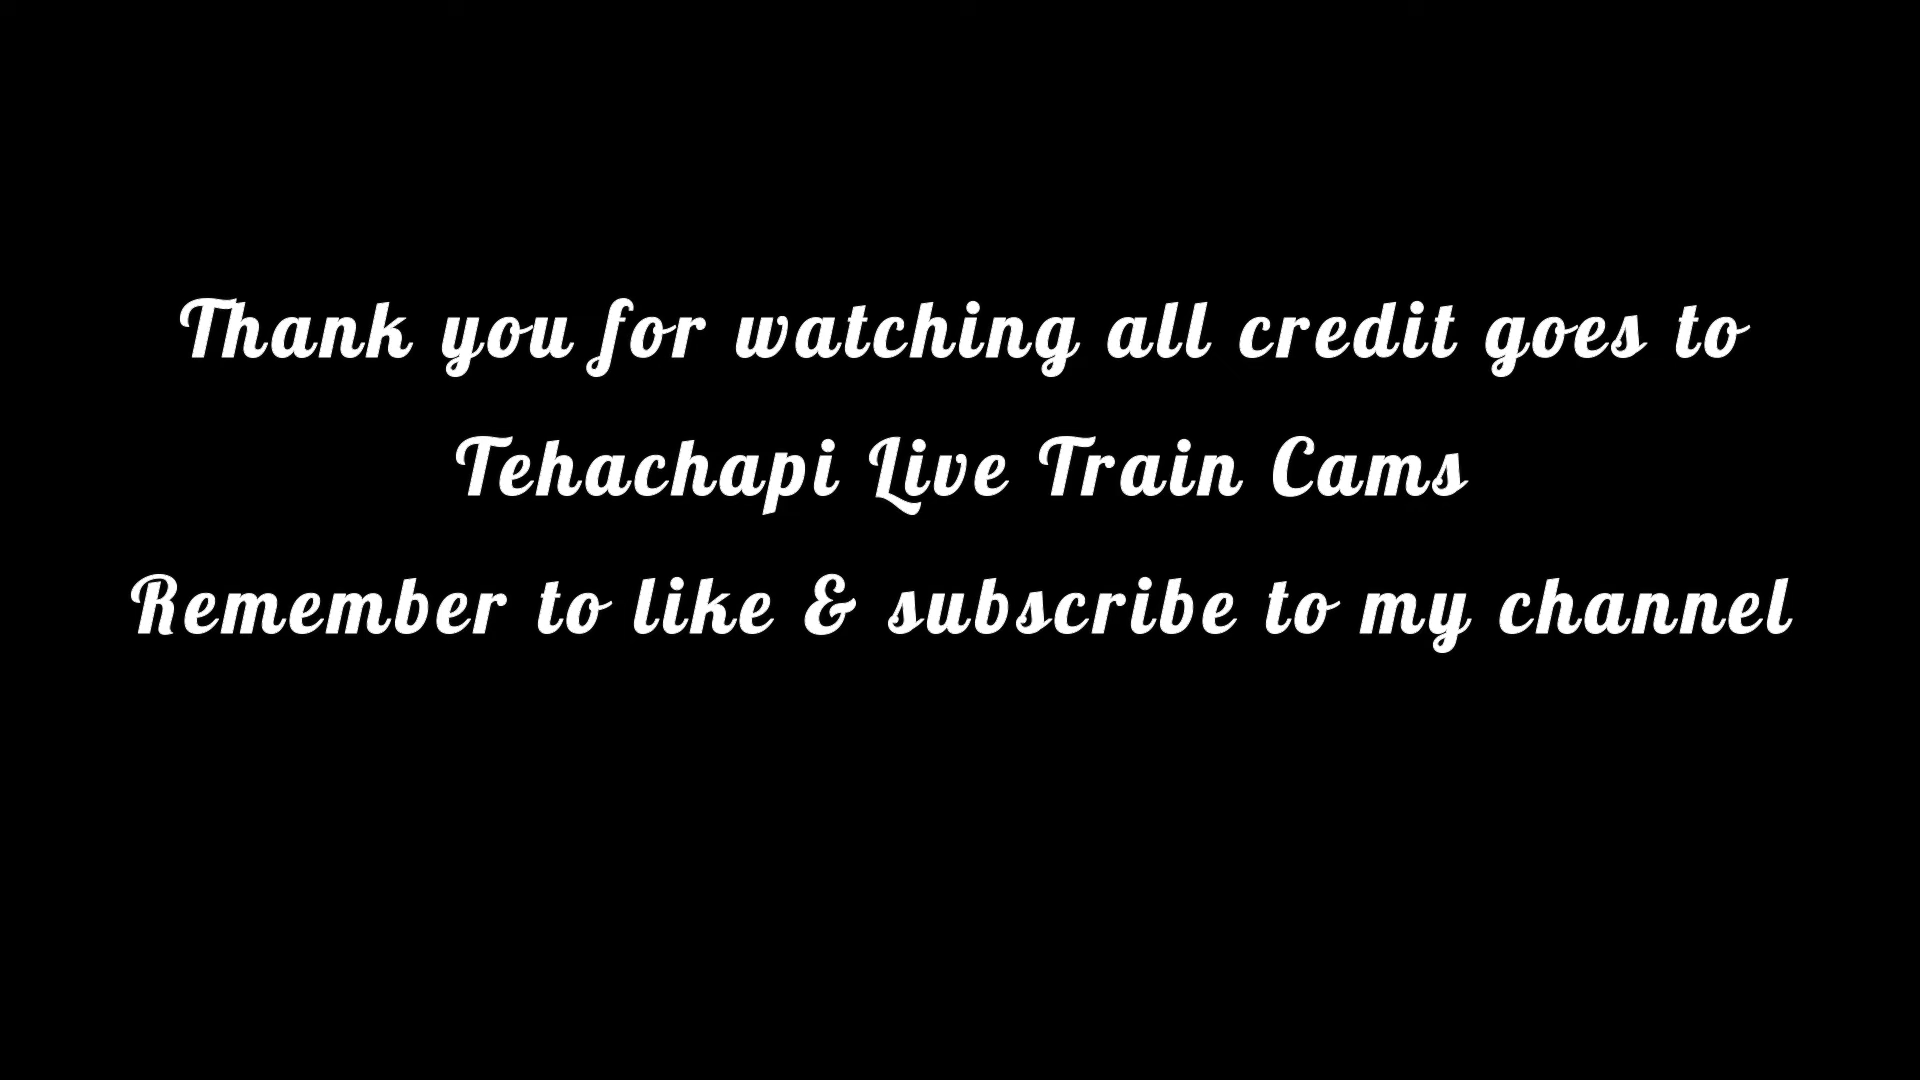 Thank you for watching all credit goes to
Tehachapi Live Train Cams
Remember to like & subscribe to my channel